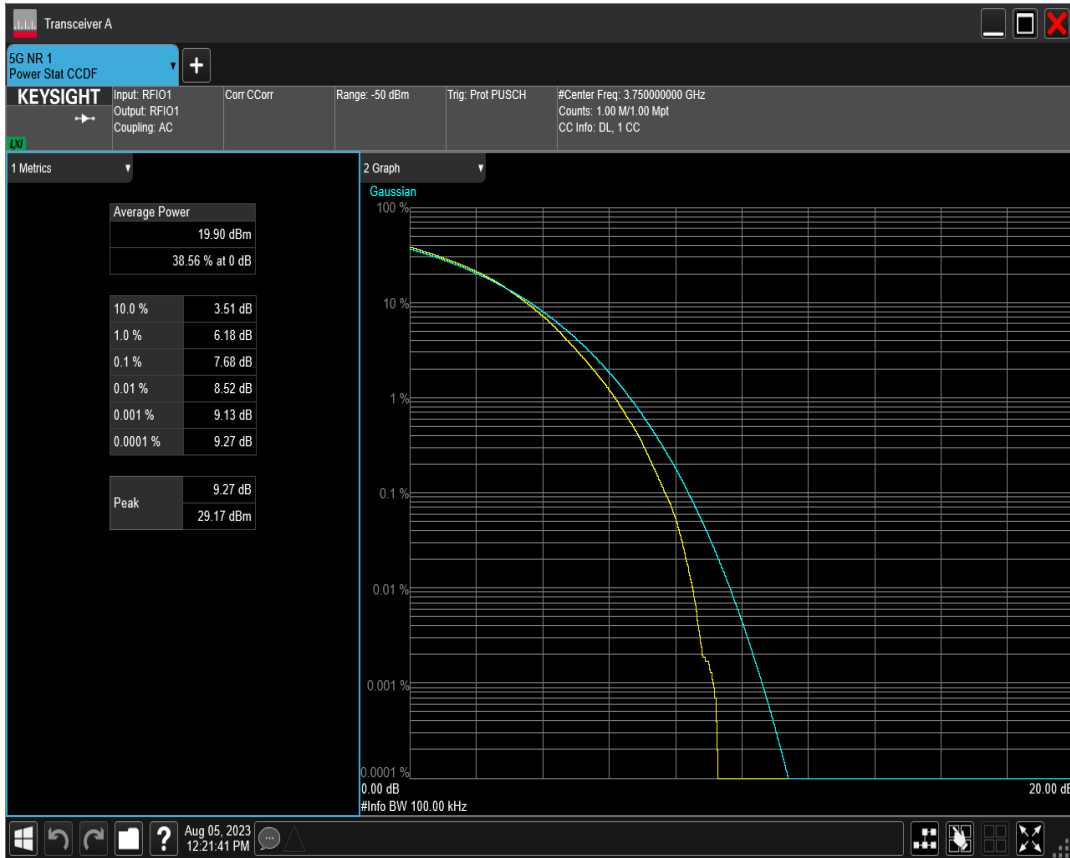 Transceiver A
5G NR 1
Power Stat CCDF
+
KEYSIGHT
LXI
Input: RFIO1
Output: RFIO1
Coupling: AC
Corr CCorr
Range: -50 dBm
Trig: Prot PUSCH
#Center Freq: 3.750000000 GHz
Counts: 1.00 M/1.00 Mpt
CC Info: DL, 1 CC
1 Metrics
Average Power
19.90 dBm
38.56 % at 0 dB
10.0 % 3.51 dB
1.0 % 6.18 dB
0.1 % 7.68 dB
0.01 % 8.52 dB
0.001 % 9.13 dB
0.0001 % 9.27 dB
Peak
9.27 dB
29.17 dBm
2 Graph
Gaussian
100 %
10 %
1 %
0.1 %
0.01 %
0.001 %
0.0001 %
0.00 dB 20.00 dB
#Info BW 100.00 kHz
?
Aug 05, 2023
12:21:41 PM